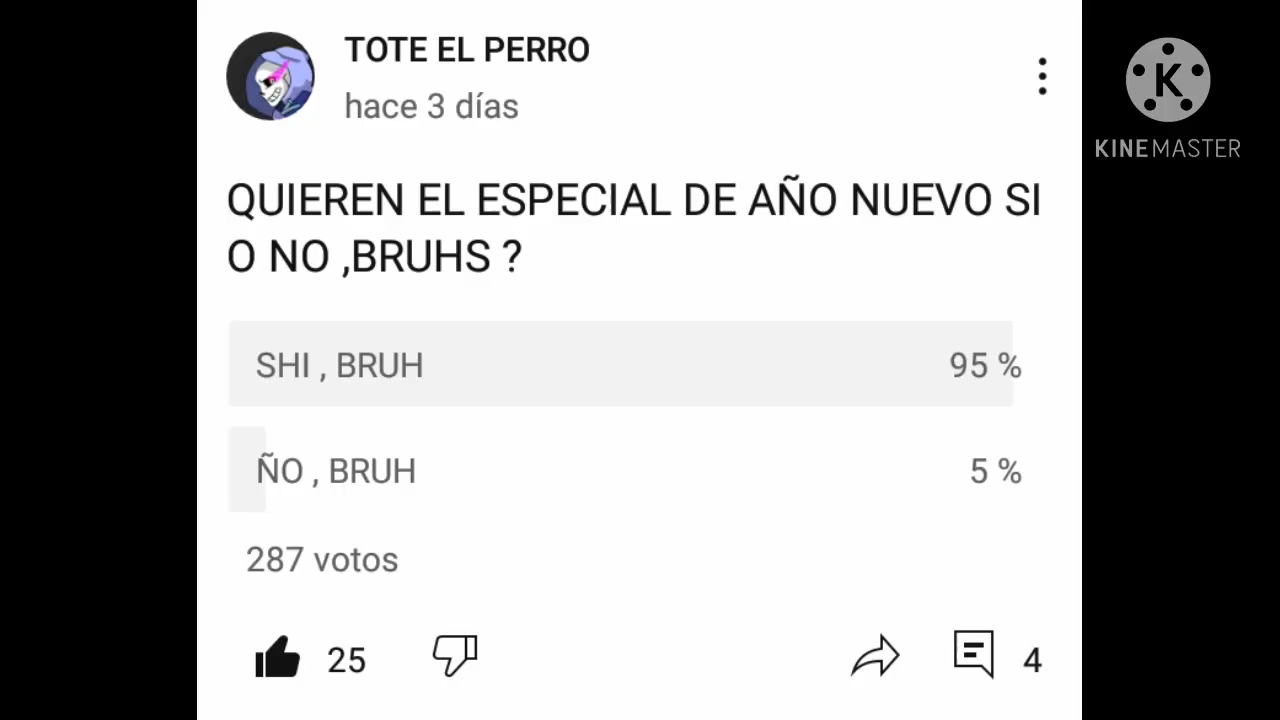 TOTE EL PERRO
hace 3 días
K
KINEMASTER
QUIEREN EL ESPECIAL DE AÑO NUEVO SI
O NO ,BRUHS ?
SHI , BRUH 95 %
ÑO , BRUH 5 %
287 votos
25 4